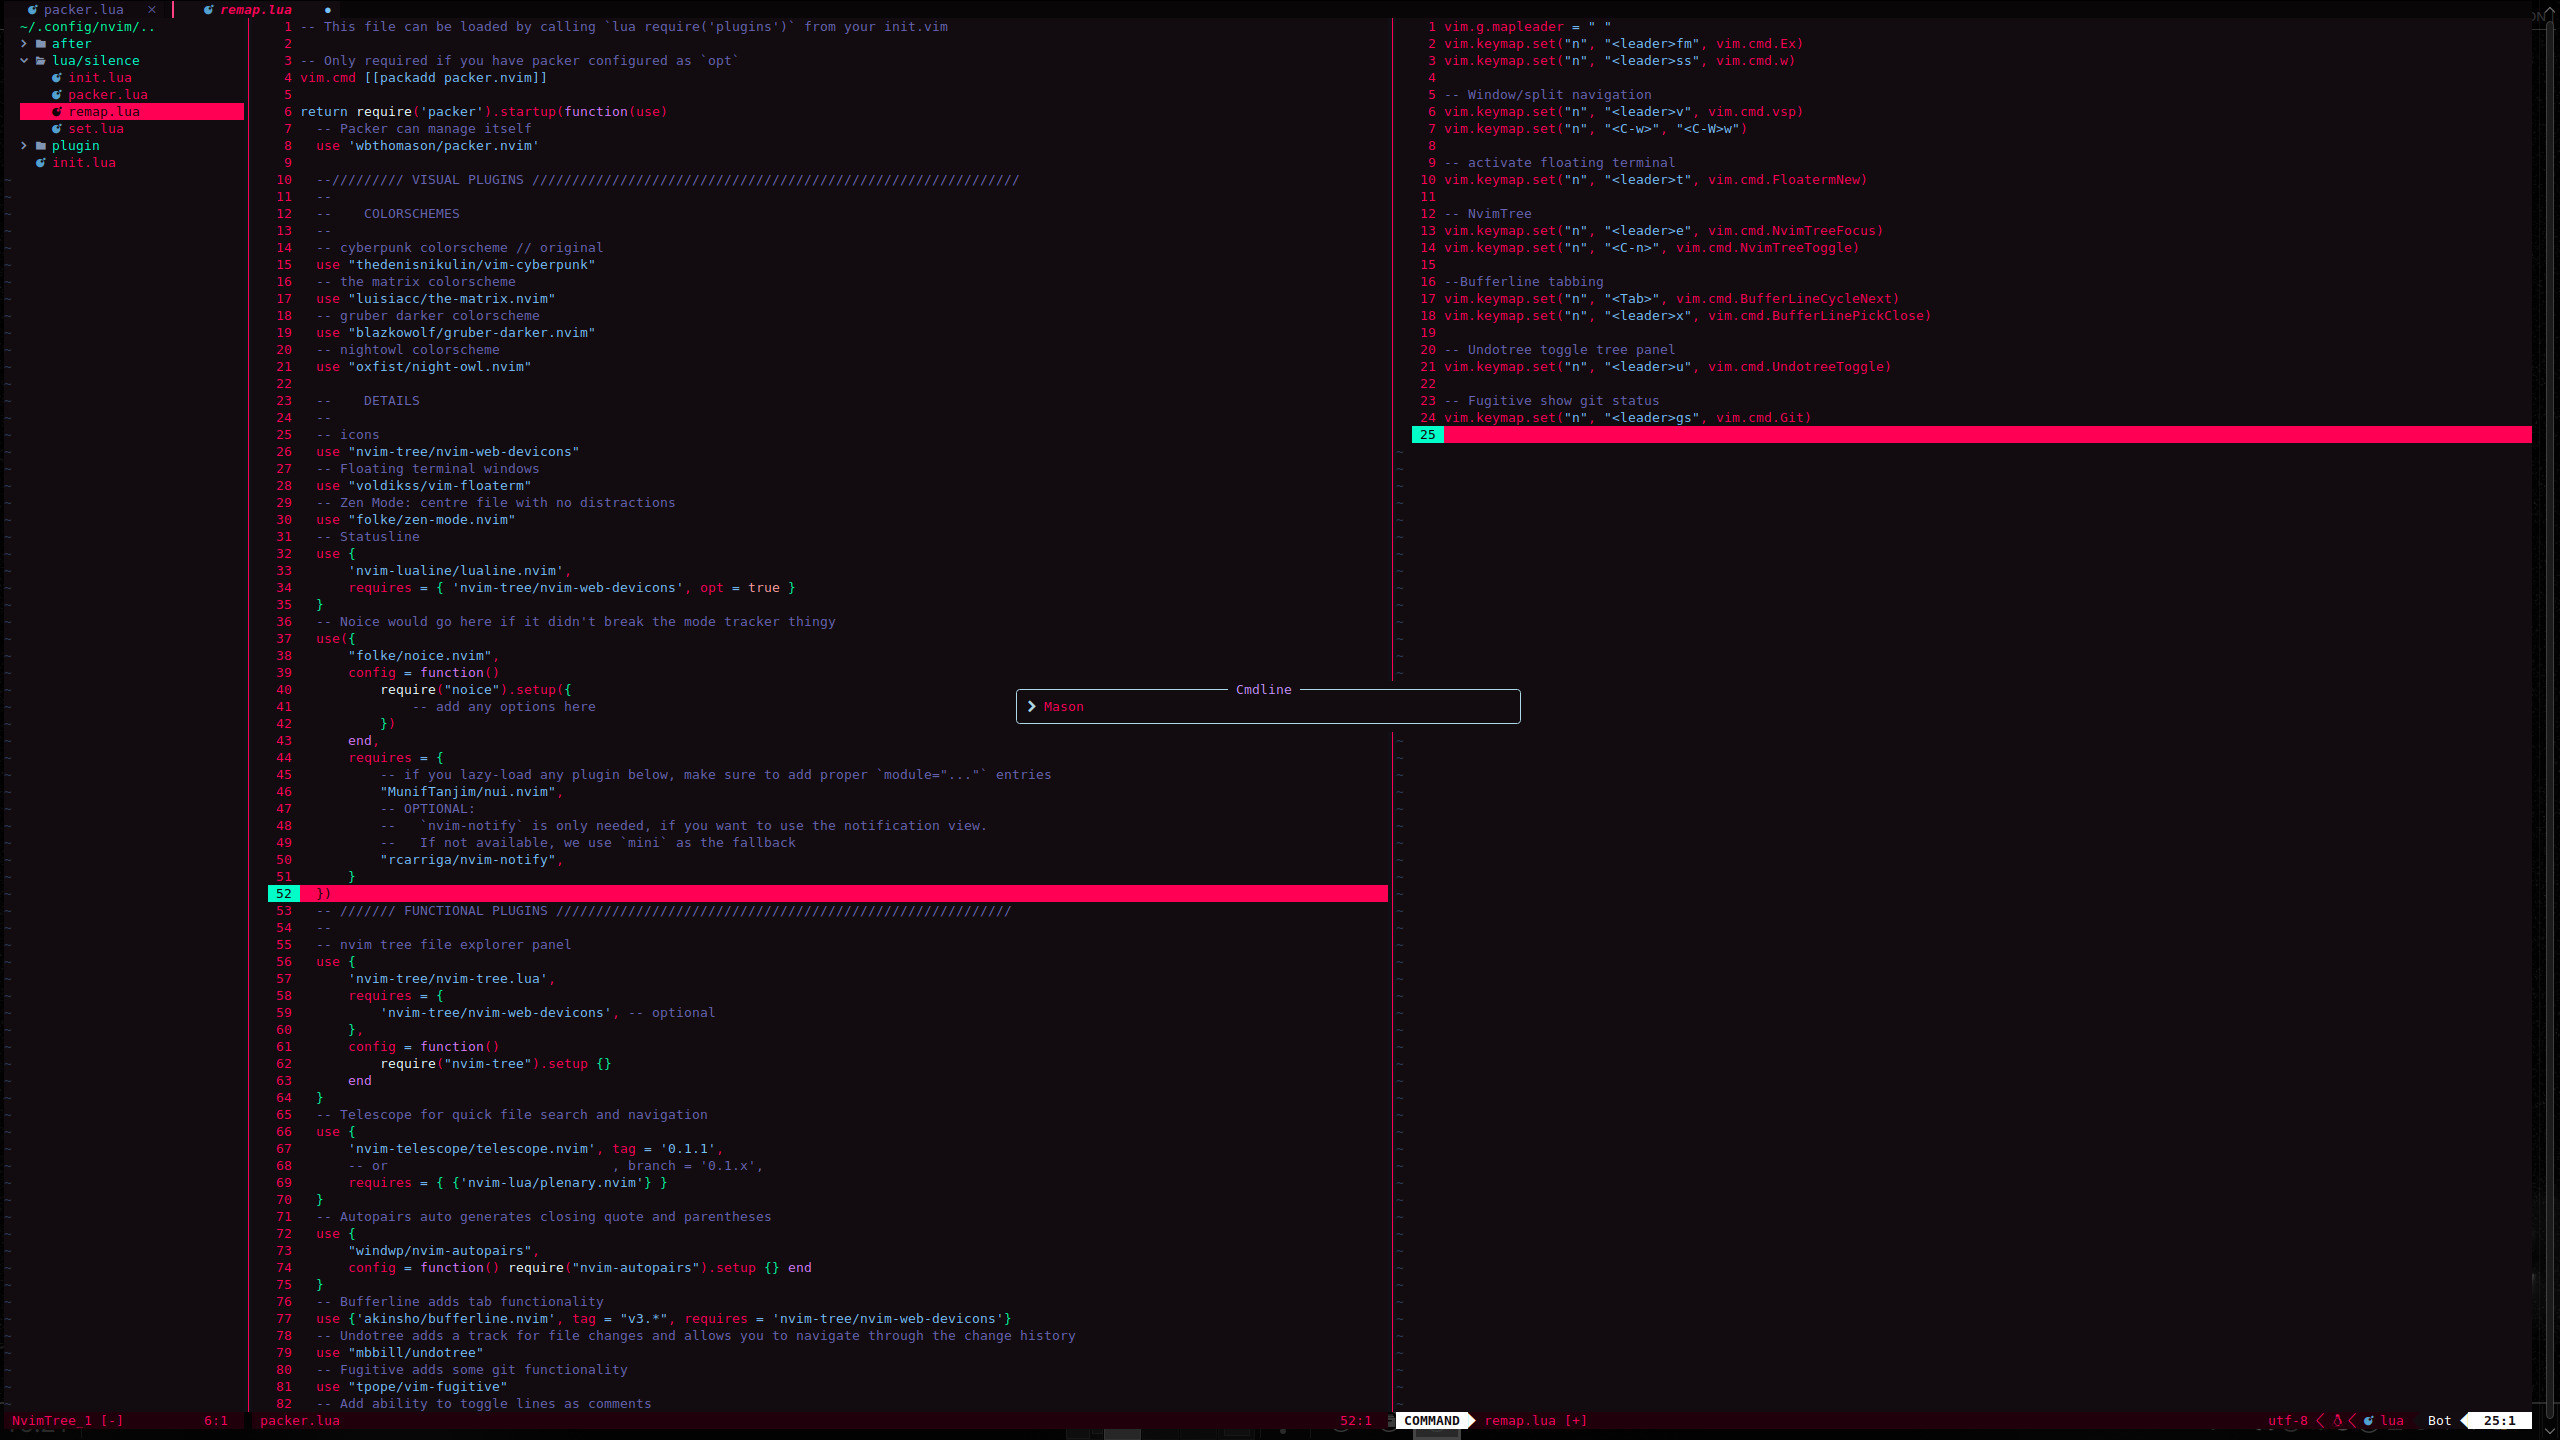 packer.lua
remap.lua
~/.config/nvim/..
after
lua/silence
init.lua
packer.lua
remap.lua
set.lua
plugin
init.lua
1 -- This file can be loaded by calling `lua require('plugins')` from your init.vim
2
3 -- Only required if you have packer configured as `opt`
4 vim.cmd [[packadd packer.nvim]]
5
6 return require('packer').startup(function(use)
7 -- Packer can manage itself
8 use 'wbthomason/packer.nvim'
9
10 --///////// VISUAL PLUGINS /////////////////////////////////////////////////////////////
11 --
12 -- COLORSCHEMES
13 --
14 -- cyberpunk colorscheme // original
15 use "thedenisnikulin/vim-cyberpunk"
16 -- the matrix colorscheme
17 use "luisiacc/the-matrix.nvim"
18 -- gruber darker colorscheme
19 use "blazkowolf/gruber-darker.nvim"
20 -- nightowl colorscheme
21 use "oxfist/night-owl.nvim"
22
23 -- DETAILS
24 --
25 -- icons
26 use "nvim-tree/nvim-web-devicons"
27 -- Floating terminal windows
28 use "voldikss/vim-floaterm"
29 -- Zen Mode: centre file with no distractions
30 use "folke/zen-mode.nvim"
31 -- Statusline
32 use {
33 'nvim-lualine/lualine.nvim',
34 requires = { 'nvim-tree/nvim-web-devicons', opt = true }
35 }
36 -- Noice would go here if it didn't break the mode tracker thingy
37 use({
38 "folke/noice.nvim",
39 config = function()
40 require("noice").setup({
41 -- add any options here
42 })
43 end,
44 requires = {
45 -- if you lazy-load any plugin below, make sure to add proper `module="..."` entries
46 "MunifTanjim/nui.nvim",
47 -- OPTIONAL:
48 -- `nvim-notify` is only needed, if you want to use the notification view.
49 -- If not available, we use `mini` as the fallback
50 "rcarriga/nvim-notify",
51 }
52 })
53 -- /////// FUNCTIONAL PLUGINS /////////////////////////////////////////////////////////
54 --
55 -- nvim tree file explorer panel
56 use {
57 'nvim-tree/nvim-tree.lua',
58 requires = {
59 'nvim-tree/nvim-web-devicons', -- optional
60 },
61 config = function()
62 require("nvim-tree").setup {}
63 end
64 }
65 -- Telescope for quick file search and navigation
66 use {
67 'nvim-telescope/telescope.nvim', tag = '0.1.1',
68 -- or , branch = '0.1.x',
69 requires = { {'nvim-lua/plenary.nvim'} }
70 }
71 -- Autopairs auto generates closing quote and parentheses
72 use {
73 "windwp/nvim-autopairs",
74 config = function() require("nvim-autopairs").setup {} end
75 }
76 -- Bufferline adds tab functionality
77 use {'akinsho/bufferline.nvim', tag = "v3.*", requires = 'nvim-tree/nvim-web-devicons'}
78 -- Undotree adds a track for file changes and allows you to navigate through the change history
79 use "mbbill/undotree"
80 -- Fugitive adds some git functionality
81 use "tpope/vim-fugitive"
82 -- Add ability to toggle lines as comments
1 vim.g.mapleader = " "
2 vim.keymap.set("n", "<leader>fm", vim.cmd.Ex)
3 vim.keymap.set("n", "<leader>ss", vim.cmd.w)
4
5 -- Window/split navigation
6 vim.keymap.set("n", "<leader>v", vim.cmd.vsp)
7 vim.keymap.set("n", "<C-w>", "<C-W>w")
8
9 -- activate floating terminal
10 vim.keymap.set("n", "<leader>t", vim.cmd.FloatermNew)
11
12 -- NvimTree
13 vim.keymap.set("n", "<leader>e", vim.cmd.NvimTreeFocus)
14 vim.keymap.set("n", "<C-n>", vim.cmd.NvimTreeToggle)
15
16 --Bufferline tabbing
17 vim.keymap.set("n", "<Tab>", vim.cmd.BufferLineCycleNext)
18 vim.keymap.set("n", "<leader>x", vim.cmd.BufferLinePickClose)
19
20 -- Undotree toggle tree panel
21 vim.keymap.set("n", "<leader>u", vim.cmd.UndotreeToggle)
22
23 -- Fugitive show git status
24 vim.keymap.set("n", "<leader>gs", vim.cmd.Git)
25
Cmdline
Mason
NvimTree_1 [-] 6:1
packer.lua 52:1
COMMAND remap.lua [+] utf-8 lua Bot 25:1